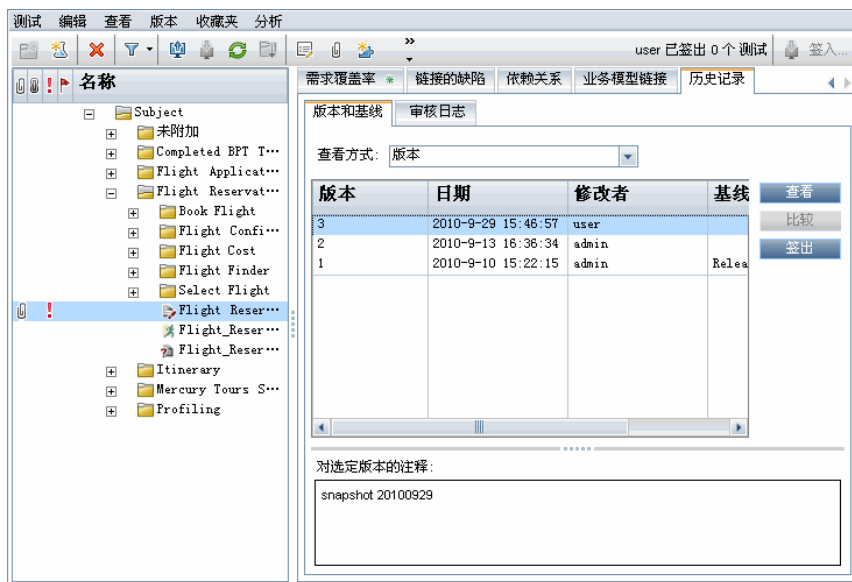 测试 编辑 查看 版本 收藏夹 分析
user 已签出 0 个 测试 签入...
名称
Subject
未附加
Completed BPT T...
Flight Applicat...
Flight Reservat...
Book Flight
Flight Confi...
Flight Cost
Flight Finder
Select Flight
Flight Reser...
Flight_Reser...
Flight_Reser...
Itinerary
Mercury Tours S...
Profiling
需求覆盖率 * 链接的缺陷 依赖关系 业务模型链接 历史记录
版本和基线 审核日志
查看方式: 版本
版本 日期 修改者 基线
3 2010-9-29 15:46:57 user
2 2010-9-13 16:36:34 admin
1 2010-9-10 15:22:15 admin Relea
查看
比较
签出
对选定版本的注释:
snapshot 20100929